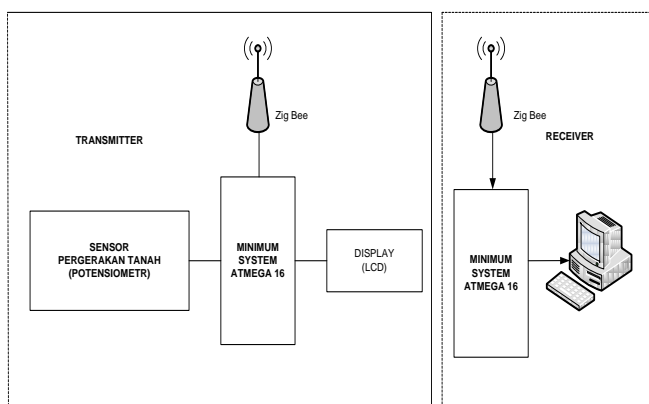 Zig Bee
TRANSMITTER
SENSOR
PERGERAKAN TANAH
(POTENSIOMETR)
MINIMUM
SYSTEM
ATMEGA 16
DISPLAY
(LCD)
Zig Bee
RECEIVER
MINIMUM
SYSTEM
ATMEGA 16